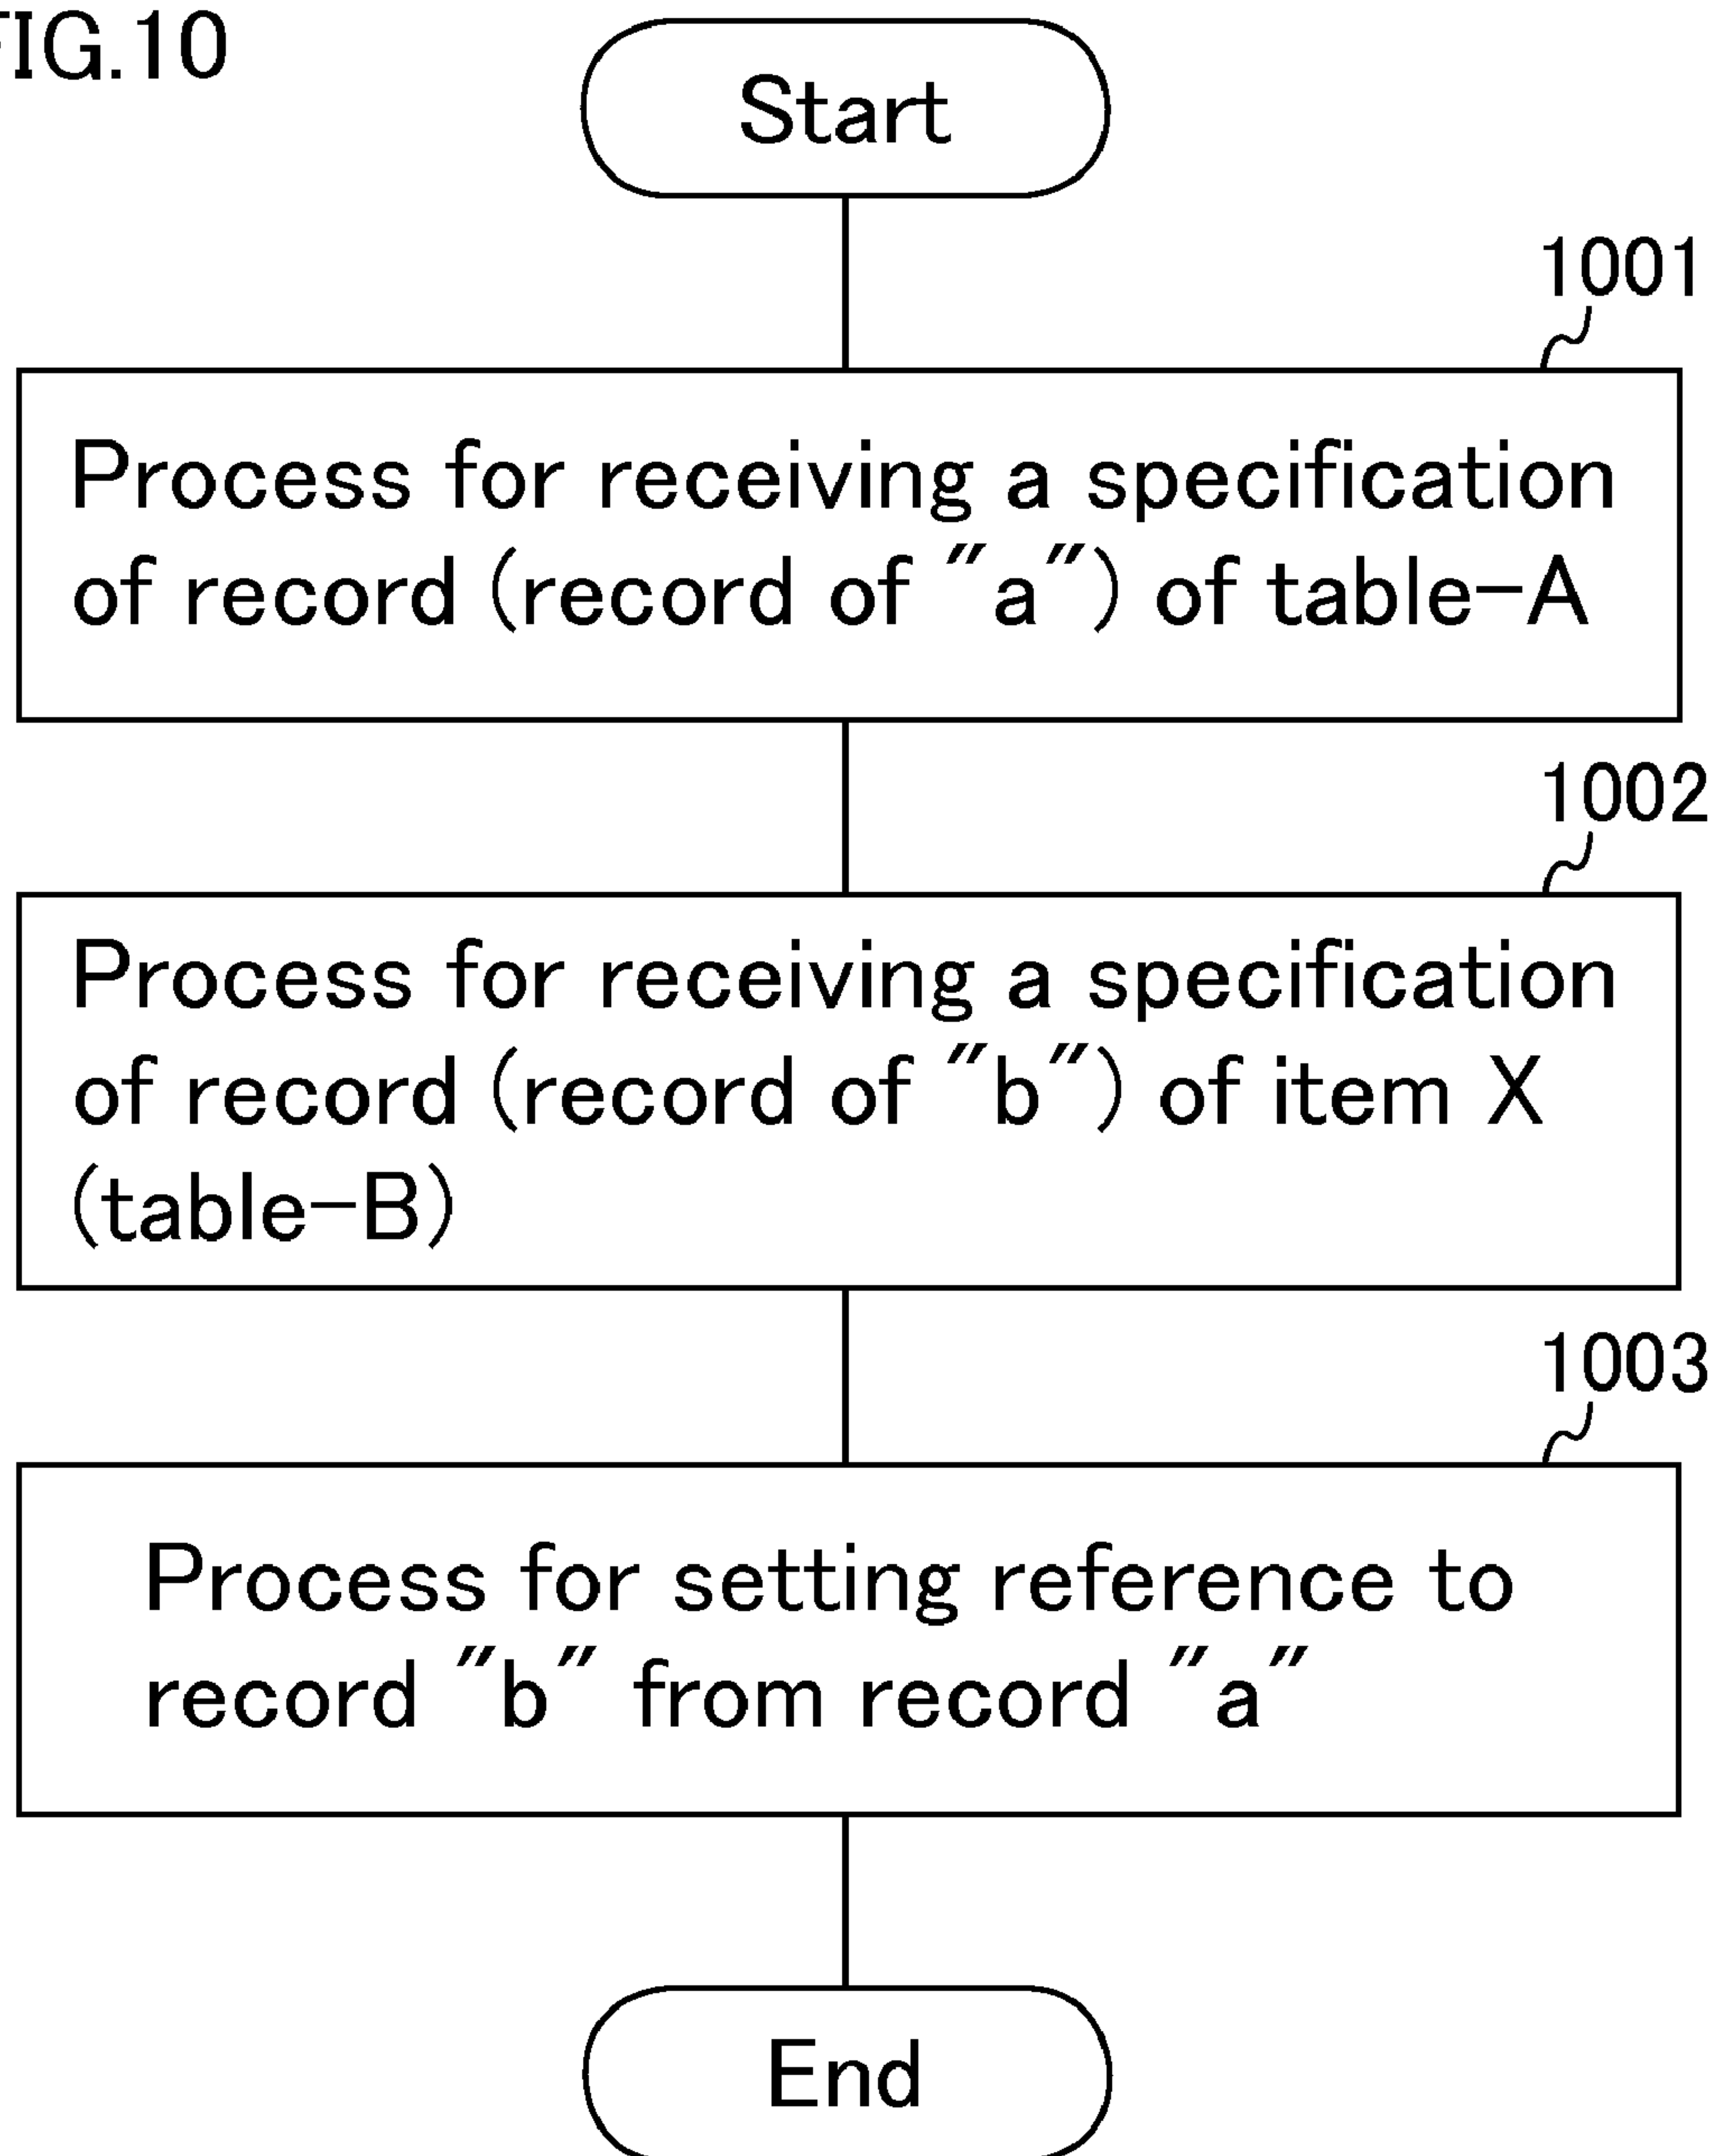 FIG.10
Start
1001
Process for receiving a specification
of record (record of "a") of table-A
1002
Process for receiving a specification
of record (record of "b") of item X
(table-B)
1003
Process for setting reference to
record "b" from record "a"
End